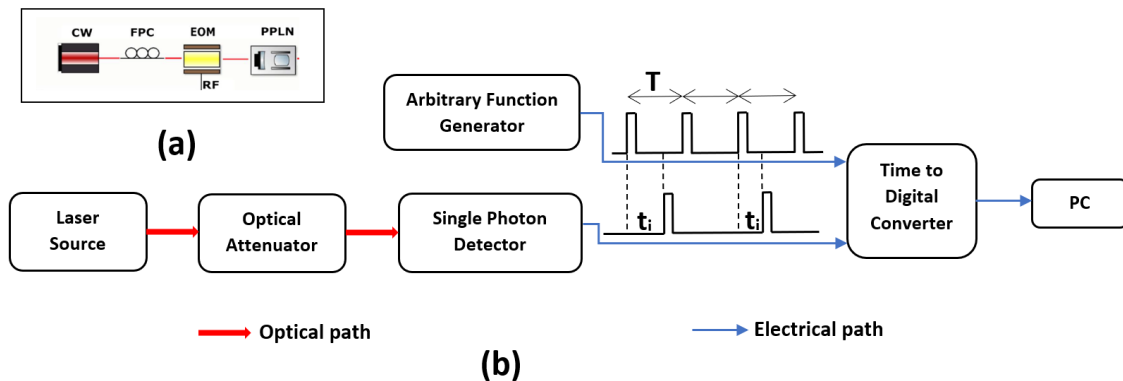 CW FPC EOM PPLN
RF
(a)
Arbitrary Function
Generator
T
Laser
Source
Optical
Attenuator
Single Photon
Detector
tᵢ tᵢ
Time to
Digital
Converter
PC
Optical path
Electrical path
(b)